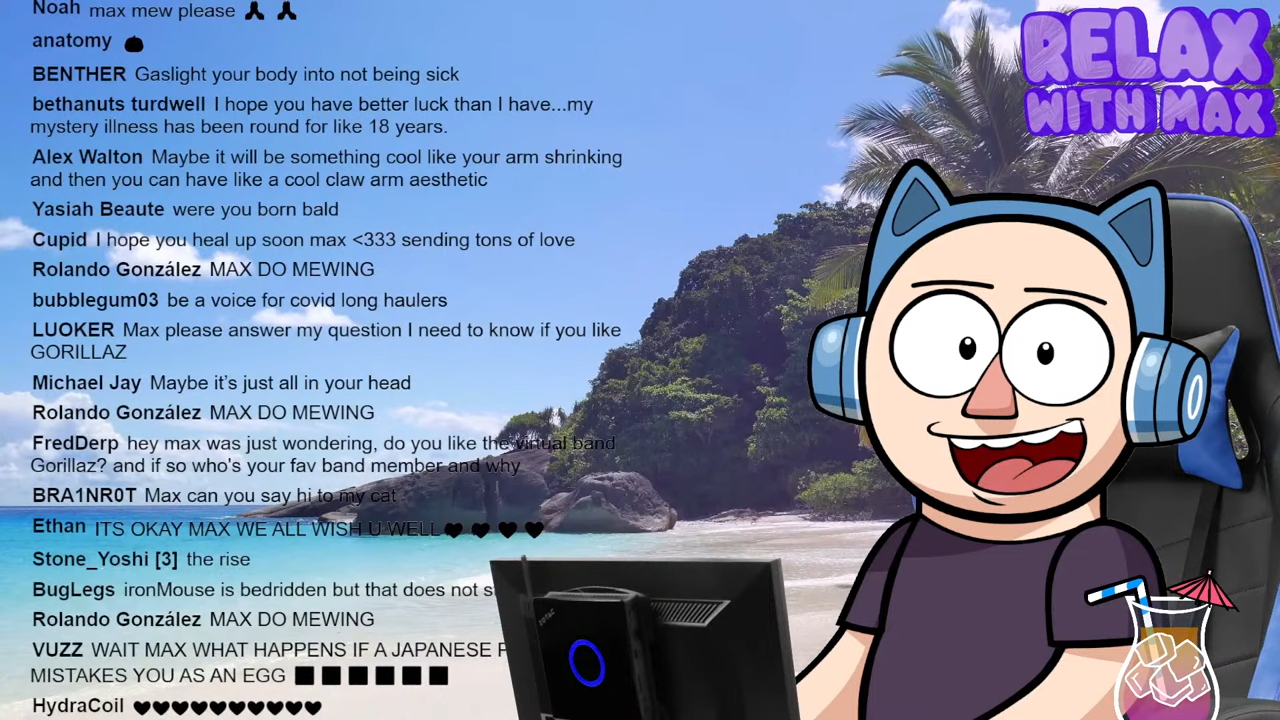 Noah max mew please
anatomy
BENTHER Gaslight your body into not being sick
bethanuts turdwell I hope you have better luck than I have...my
mystery illness has been round for like 18 years.
Alex Walton Maybe it will be something cool like your arm shrinking
and then you can have like a cool claw arm aesthetic
Yasiah Beaute were you born bald
Cupid I hope you heal up soon max <333 sending tons of love
Rolando González MAX DO MEWING
bubblegum03 be a voice for covid long haulers
LUOKER Max please answer my question I need to know if you like
GORILLAZ
Michael Jay Maybe it's just all in your head
Rolando González MAX DO MEWING
FredDerp hey max was just wondering, do you like the virtual band
Gorillaz? and if so who's your fav band member and why
BRA1NR0T Max can you say hi to my cat
Ethan ITS OKAY MAX WE ALL WISH U WELL
Stone_Yoshi [3] the rise
BugLegs ironMouse is bedridden but that does not
Rolando González MAX DO MEWING
VUZZ WAIT MAX WHAT HAPPENS IF A JAPANESE
MISTAKES YOU AS AN EGG
HydraCoil
RELAX
WITH MAX
ZOTAC